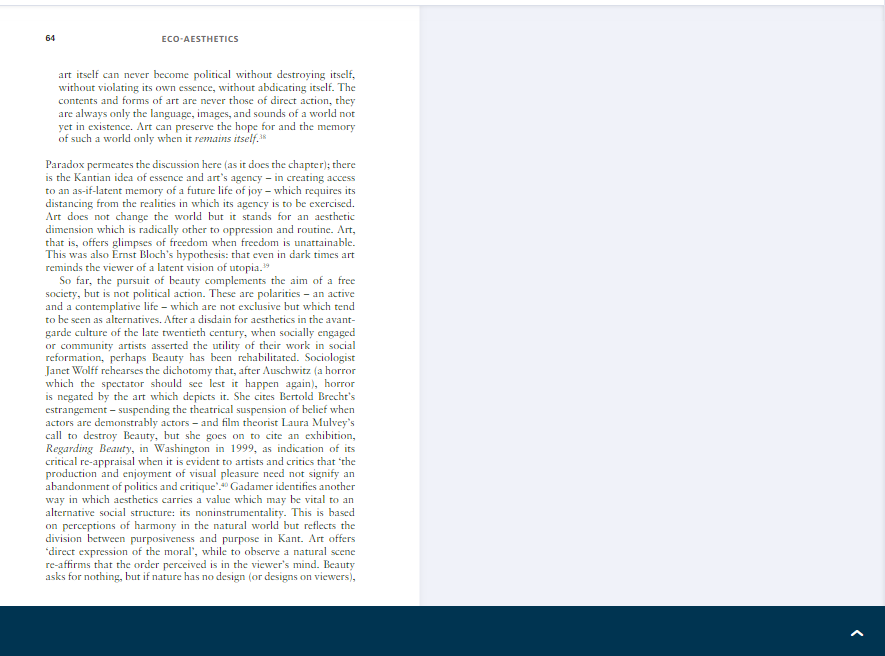 64
ECO-AESTHETICS
art itself can never become political without destroying itself,
without violating its own essence, without abdicating itself. The
contents and forms of art are never those of direct action, they
are always only the language, images, and sounds of a world not
yet in existence. Art can preserve the hope for and the memory
of such a world only when it remains itself.³⁸
Paradox permeates the discussion here (as it does the chapter); there
is the Kantian idea of essence and art's agency – in creating access
to an as-if-latent memory of a future life of joy – which requires its
distancing from the realities in which its agency is to be exercised.
Art does not change the world but it stands for an aesthetic
dimension which is radically other to oppression and routine. Art,
that is, offers glimpses of freedom when freedom is unattainable.
This was also Ernst Bloch's hypothesis: that even in dark times art
reminds the viewer of a latent vision of utopia.³⁹
So far, the pursuit of beauty complements the aim of a free
society, but is not political action. These are polarities – an active
and a contemplative life – which are not exclusive but which tend
to be seen as alternatives. After a disdain for aesthetics in the avant-
garde culture of the late twentieth century, when socially engaged
or community artists asserted the utility of their work in social
reformation, perhaps Beauty has been rehabilitated. Sociologist
Janet Wolff rehearses the dichotomy that, after Auschwitz (a horror
which the spectator should see lest it happen again), horror
is negated by the art which depicts it. She cites Bertold Brecht's
estrangement – suspending the theatrical suspension of belief when
actors are demonstrably actors – and film theorist Laura Mulvey's
call to destroy Beauty, but she goes on to cite an exhibition,
Regarding Beauty, in Washington in 1999, as indication of its
critical re-appraisal when it is evident to artists and critics that 'the
production and enjoyment of visual pleasure need not signify an
abandonment of politics and critique'.⁴⁰ Gadamer identifies another
way in which aesthetics carries a value which may be vital to an
alternative social structure: its noninstrumentality. This is based
on perceptions of harmony in the natural world but reflects the
division between purposiveness and purpose in Kant. Art offers
'direct expression of the moral', while to observe a natural scene
re-affirms that the order perceived is in the viewer's mind. Beauty
asks for nothing, but if nature has no design (or designs on viewers),